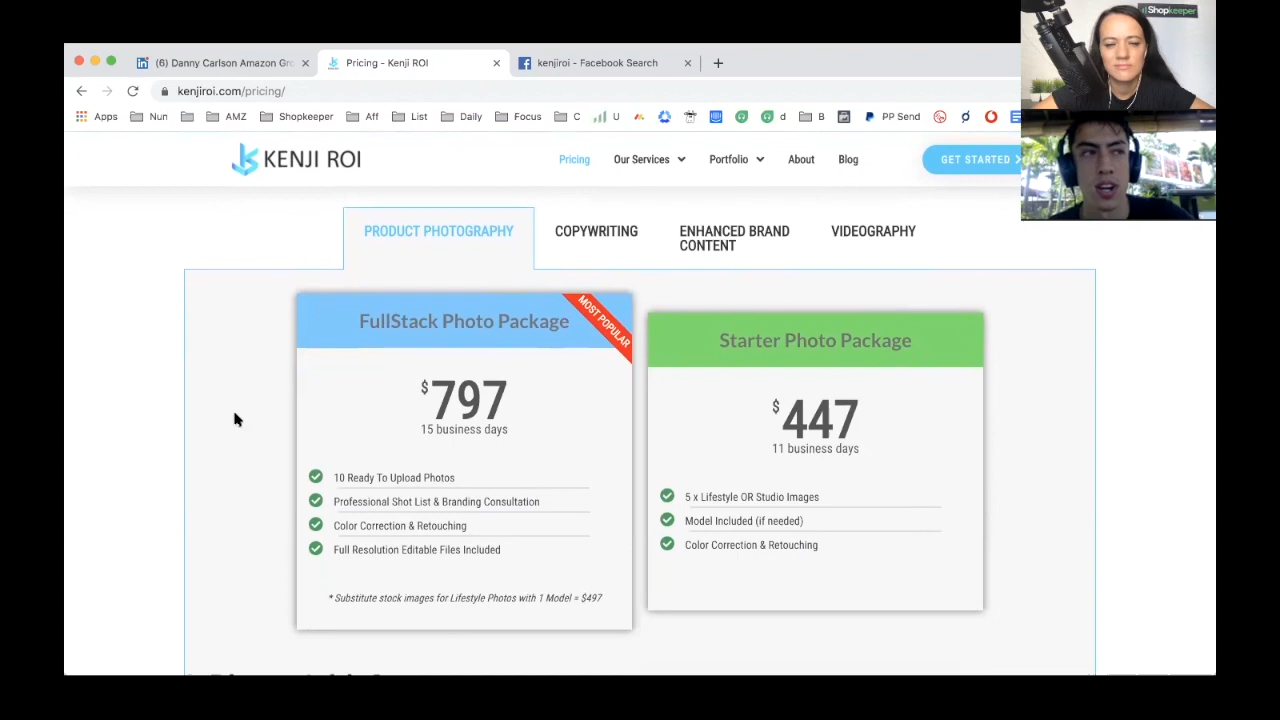 Shopkeeper
(6) Danny Carlson Amazon Gro
Pricing - Kenji ROI
kenjiroi - Facebook Search
kenjiroi.com/pricing/
Apps Nun AMZ Shopkeeper Aff List Daily Focus C U d B PP Send
KENJI ROI
Pricing Our Services Portfolio About Blog GET STARTED
PRODUCT PHOTOGRAPHY
COPYWRITING
ENHANCED BRAND
CONTENT
VIDEOGRAPHY
FullStack Photo Package
MOST POPULAR
$797
15 business days
10 Ready To Upload Photos
Professional Shot List & Branding Consultation
Color Correction & Retouching
Full Resolution Editable Files Included
* Substitute stock images for Lifestyle Photos with 1 Model = $497
Starter Photo Package
$447
11 business days
5 x Lifestyle OR Studio Images
Model Included (if needed)
Color Correction & Retouching